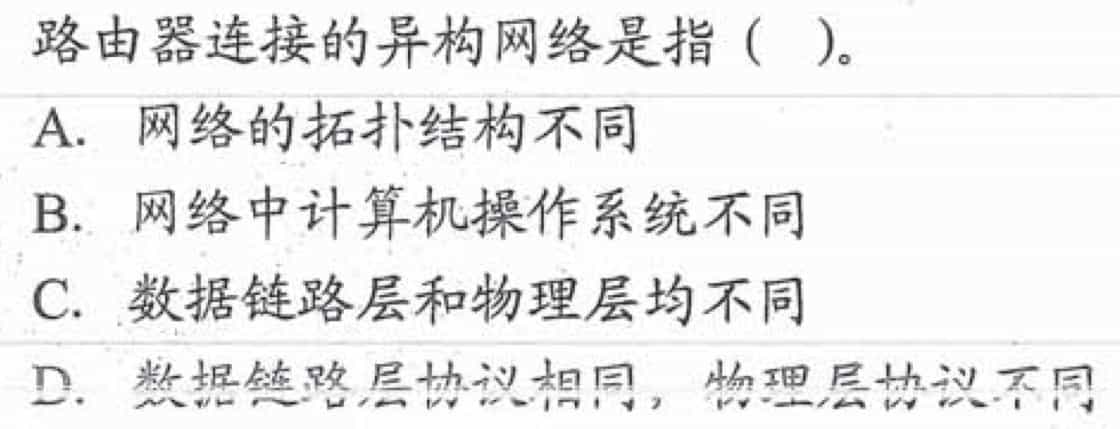 路由器连接的异构网络是指（ ）。
A. 网络的拓扑结构不同
B. 网络中计算机操作系统不同
C. 数据链路层和物理层均不同
D. 数据链路层协议相同，物理层协议不同